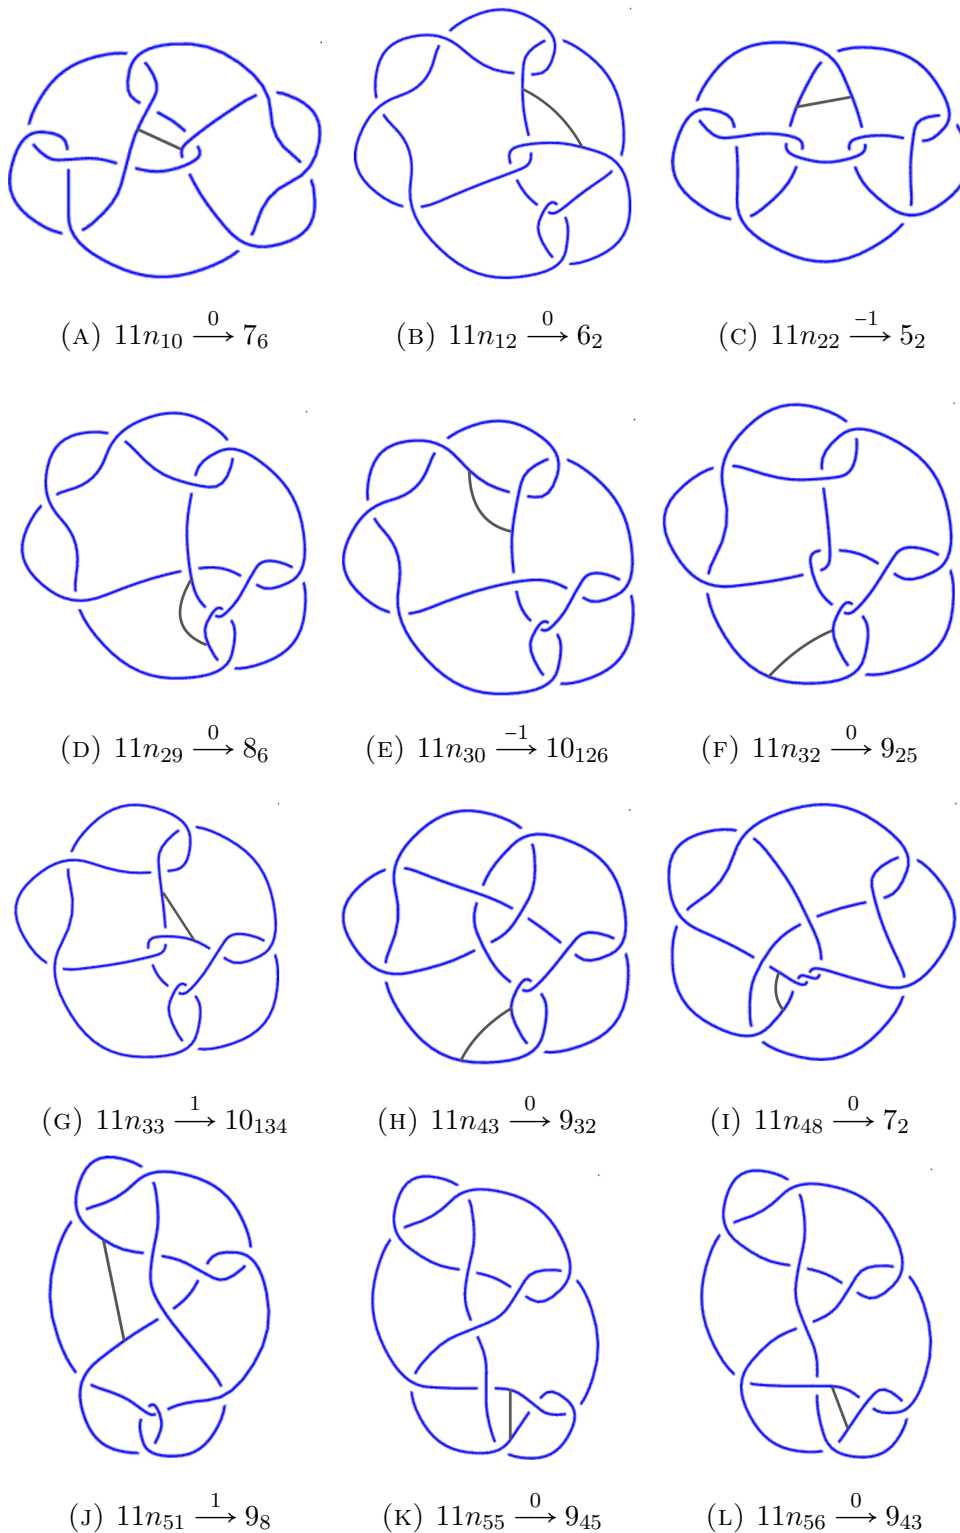 (A) 11n₁₀ —0→ 7₆ (B) 11n₁₂ —0→ 6₂ (C) 11n₂₂ —−1→ 5₂
(D) 11n₂₉ —0→ 8₆ (E) 11n₃₀ —−1→ 10₁₂₆ (F) 11n₃₂ —0→ 9₂₅
(G) 11n₃₃ —1→ 10₁₃₄ (H) 11n₄₃ —0→ 9₃₂ (I) 11n₄₈ —0→ 7₂
(J) 11n₅₁ —1→ 9₈ (K) 11n₅₅ —0→ 9₄₅ (L) 11n₅₆ —0→ 9₄₃